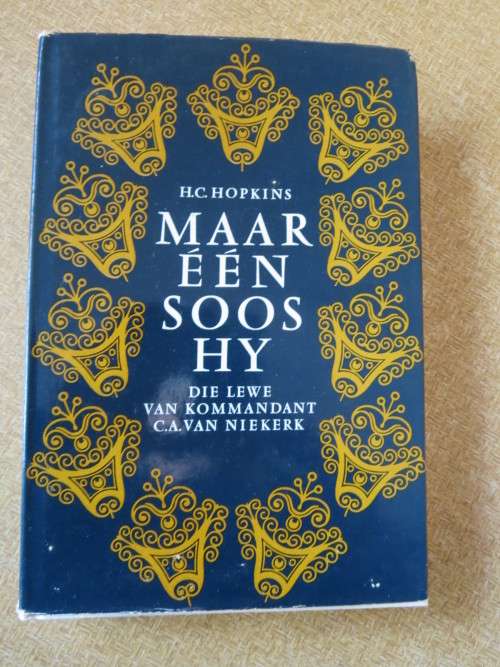 H.C. HOPKINS
MAAR
ÉÉN
SOOS
HY
DIE LEWE
VAN KOMMANDANT
C.A. VAN NIEKERK